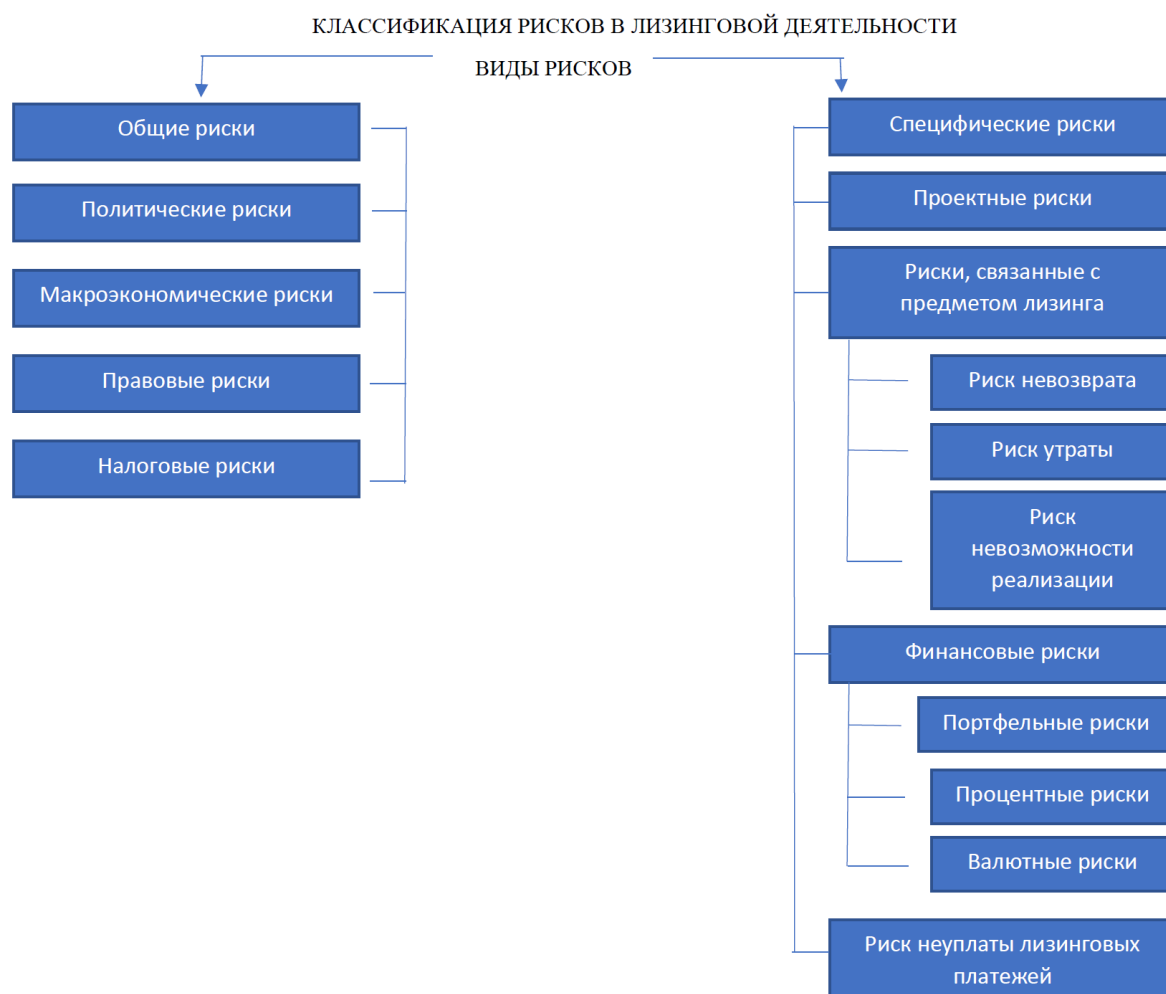 КЛАССИФИКАЦИЯ РИСКОВ В ЛИЗИНГОВОЙ ДЕЯТЕЛЬНОСТИ
ВИДЫ РИСКОВ
Общие риски
Политические риски
Макроэкономические риски
Правовые риски
Налоговые риски
Специфические риски
Проектные риски
Риски, связанные с
предметом лизинга
Риск невозврата
Риск утраты
Риск
невозможности
реализации
Финансовые риски
Портфельные риски
Процентные риски
Валютные риски
Риск неуплаты лизинговых
платежей